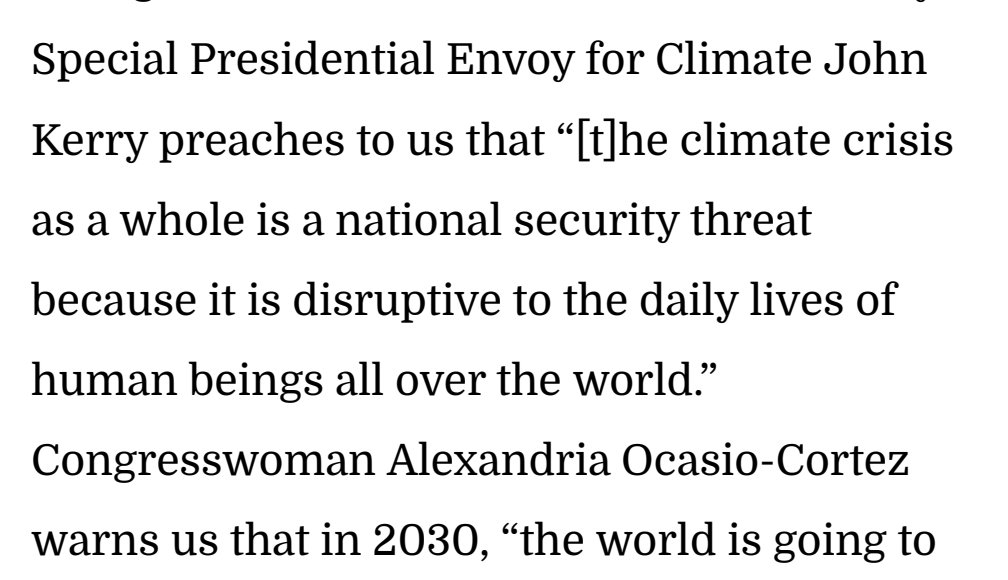 Special Presidential Envoy for Climate John
Kerry preaches to us that “[t]he climate crisis
as a whole is a national security threat
because it is disruptive to the daily lives of
human beings all over the world.”
Congresswoman Alexandria Ocasio-Cortez
warns us that in 2030, “the world is going to